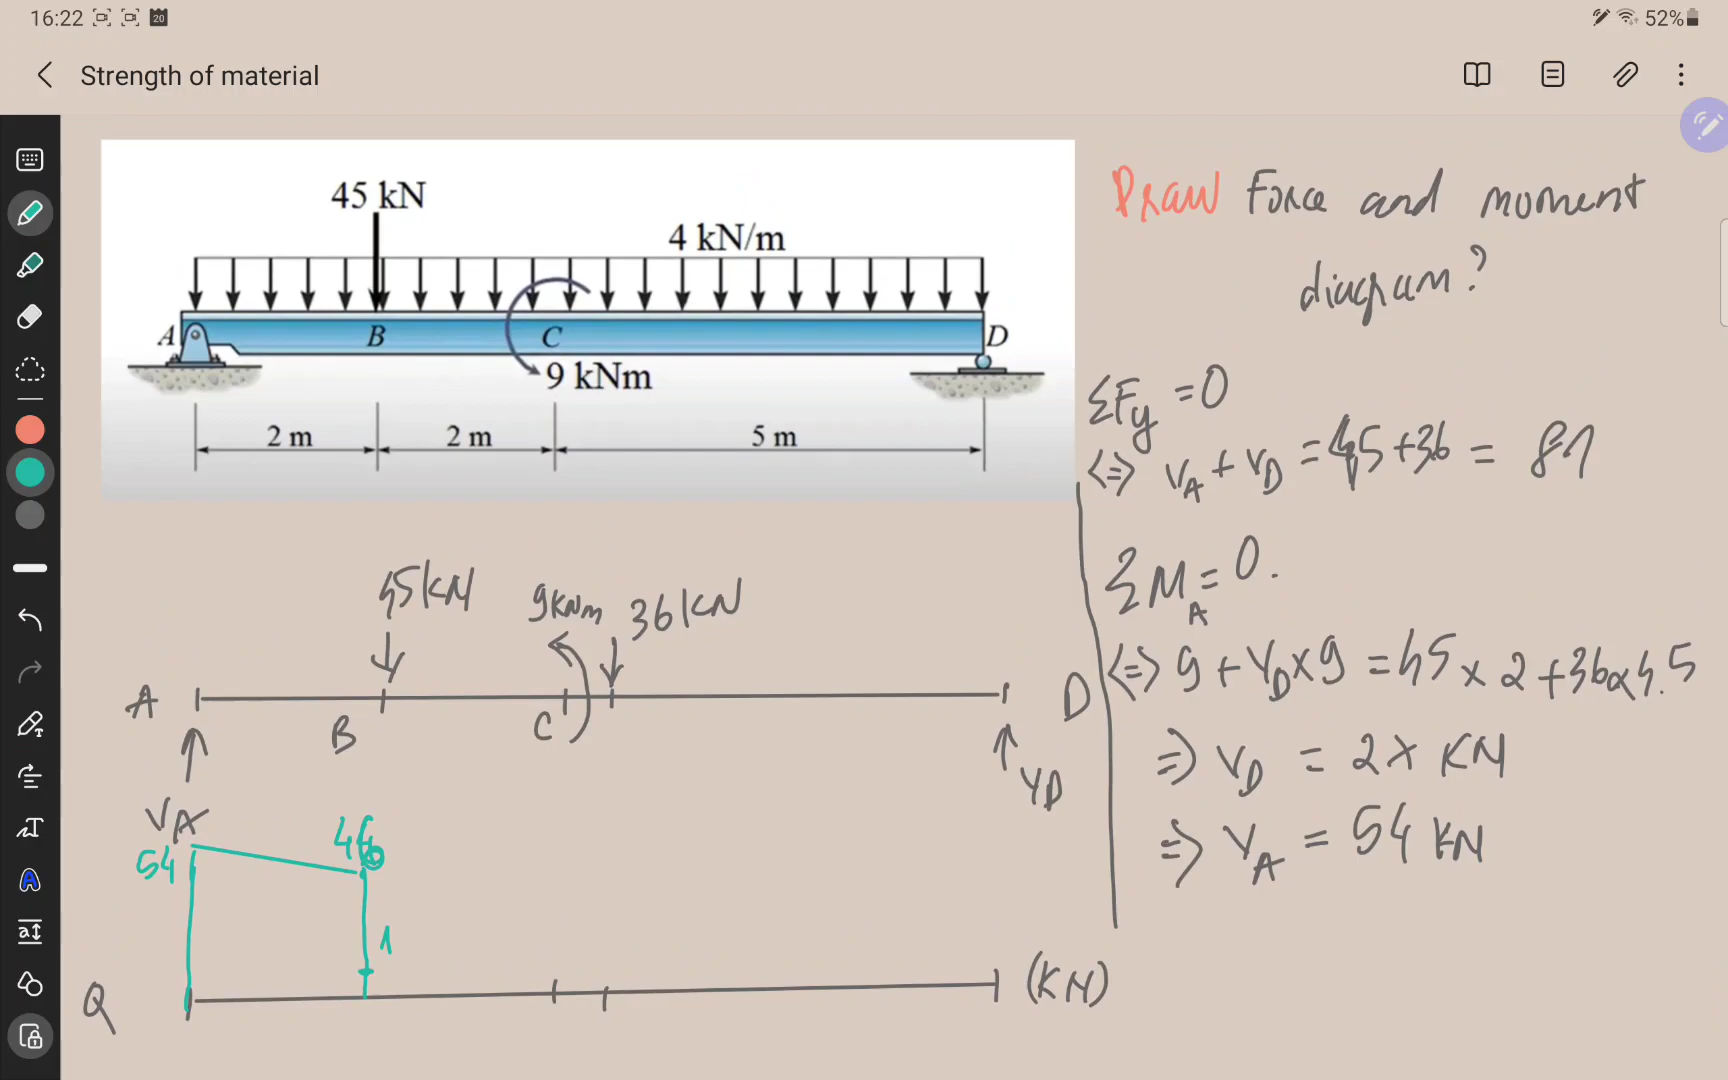 16:22 20 52%
Strength of material
45 kN
4 kN/m
A B C D
9 kNm
2 m 2 m 5 m
Draw Force and moment
diagram?
ΣFy = 0
<=> VA + VD = 45 + 36 = 81
ΣMA = 0.
<=> 9 + VD x 9 = 45 x 2 + 36 x 4.5
=> VD = 27 KN
=> VA = 54 KN
45kN 9kNm 36kN
A B C D
VA VD
54 46
1
Q (KN)